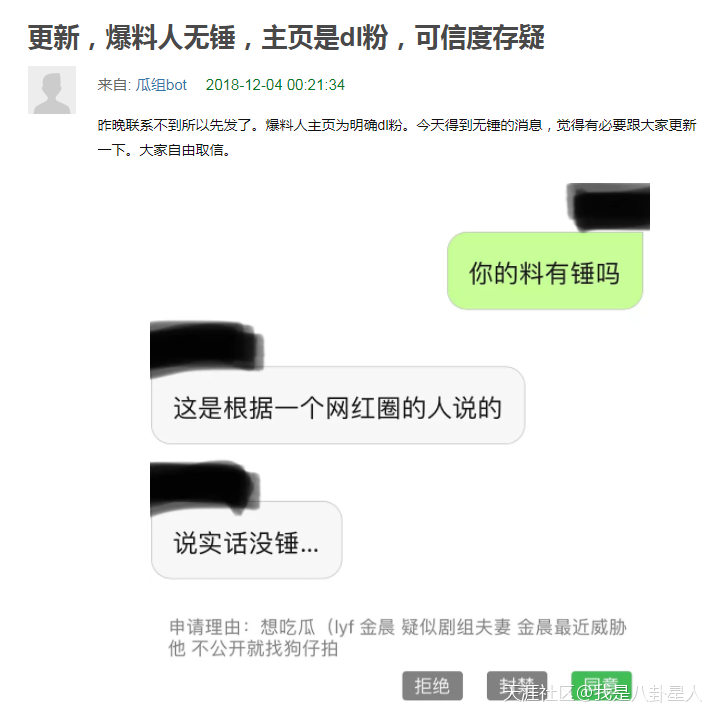 更新，爆料人无锤，主页是dl粉，可信度存疑
来自: 瓜组bot 2018-12-04 00:21:34
昨晚联系不到所以先发了。爆料人主页为明确dl粉。今天得到无锤的消息，觉得有必要跟大家更新
一下。大家自由取信。
你的料有锤吗
这是根据一个网红圈的人说的
说实话没锤...
申请理由：想吃瓜（lyf 金晨 疑似剧组夫妻 金晨最近威胁
他 不公开就找狗仔拍
拒绝 封禁 同意
天涯社区@我是八卦星人